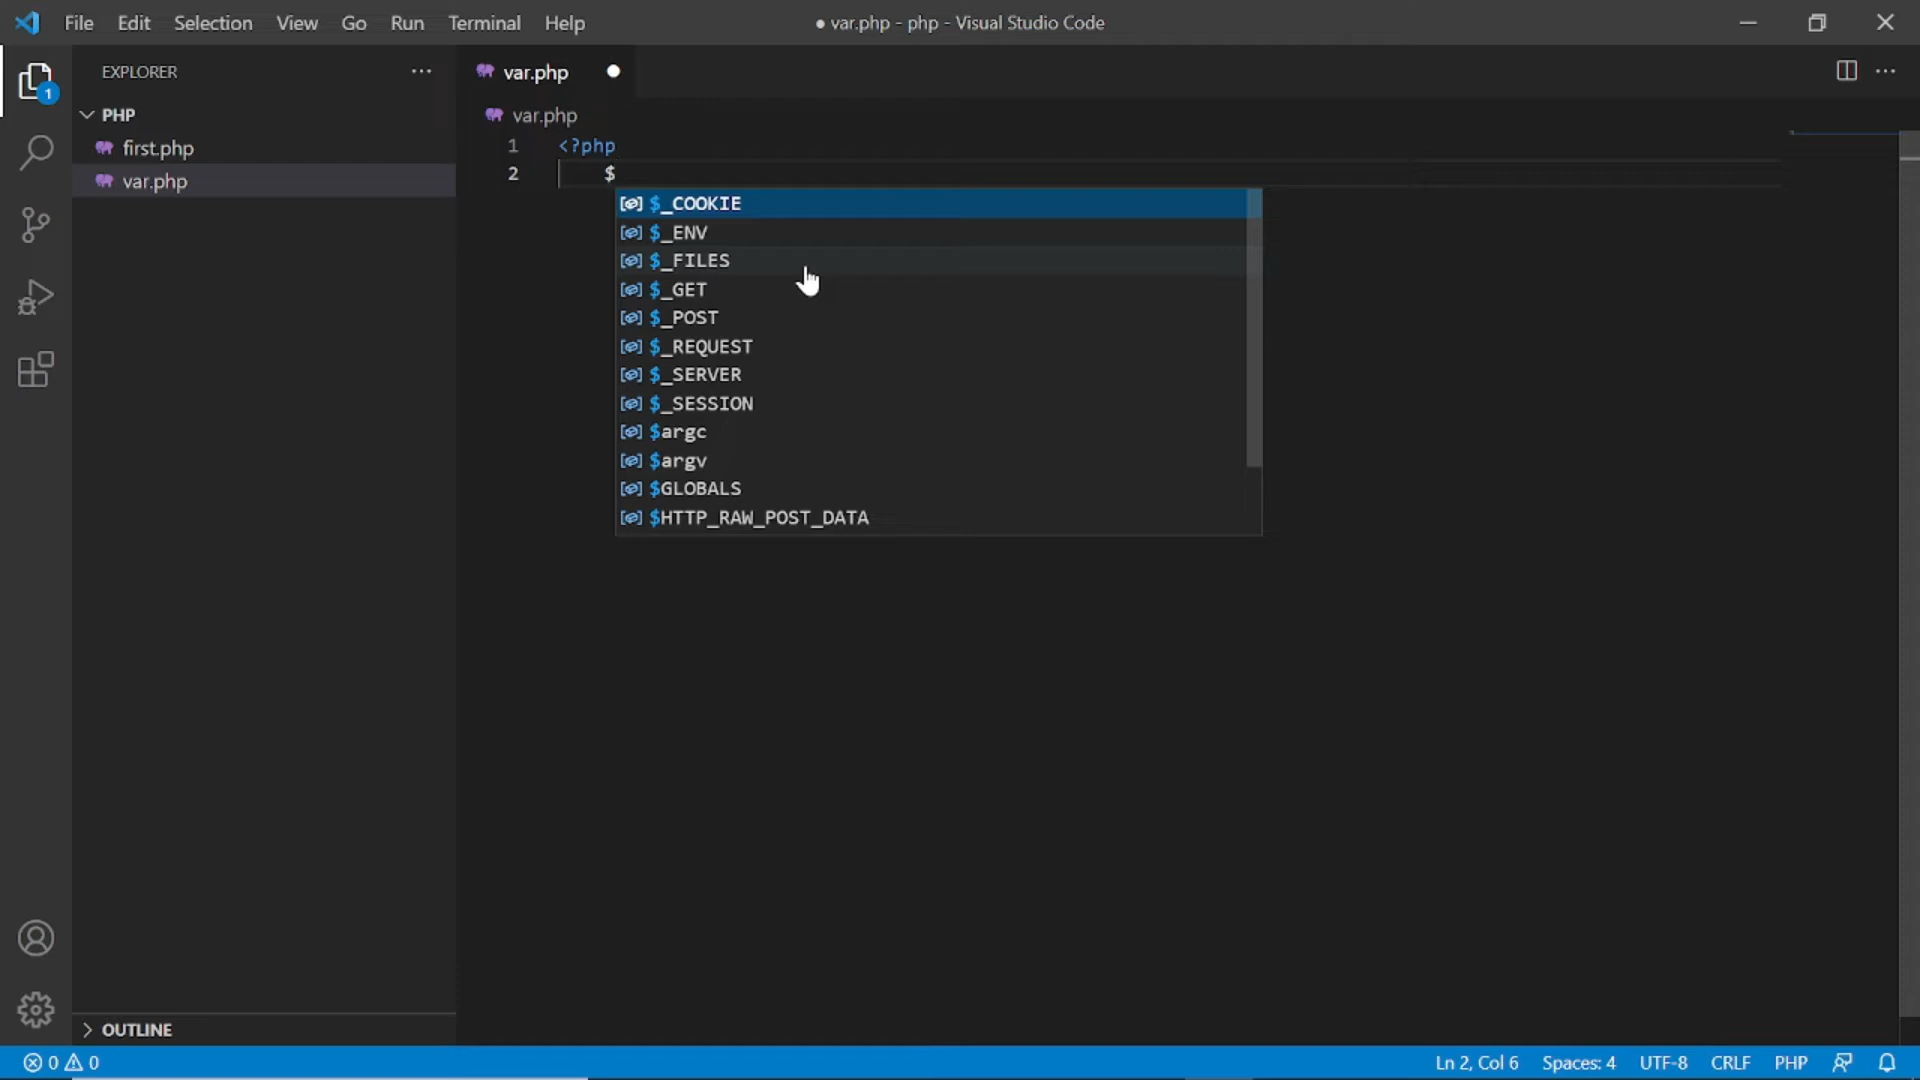 File Edit Selection View Go Run Terminal Help
● var.php - php - Visual Studio Code
EXPLORER
1
PHP
first.php
var.php
OUTLINE
var.php
var.php
1 <?php
2 $
$_COOKIE
$_ENV
$_FILES
$_GET
$_POST
$_REQUEST
$_SERVER
$_SESSION
$argc
$argv
$GLOBALS
$HTTP_RAW_POST_DATA
0 0
Ln 2, Col 6 Spaces: 4 UTF-8 CRLF PHP